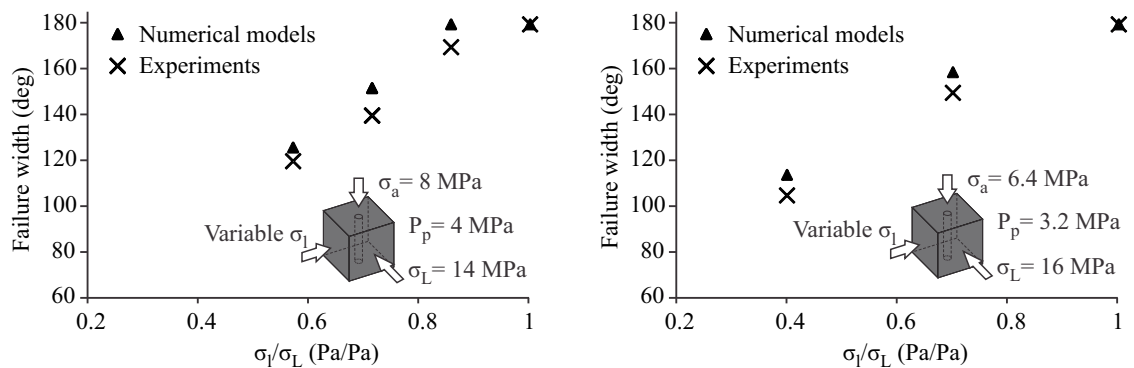 180
160
140
120
100
80
60
Failure width (deg)
Numerical models
Experiments
σa= 8 MPa
Pp= 4 MPa
Variable σl
σL= 14 MPa
0.2
0.4
0.6
0.8
1
σl/σL (Pa/Pa)
180
160
140
120
100
80
60
Failure width (deg)
Numerical models
Experiments
σa= 6.4 MPa
Pp= 3.2 MPa
Variable σl
σL= 16 MPa
0.2
0.4
0.6
0.8
1
σl/σL (Pa/Pa)